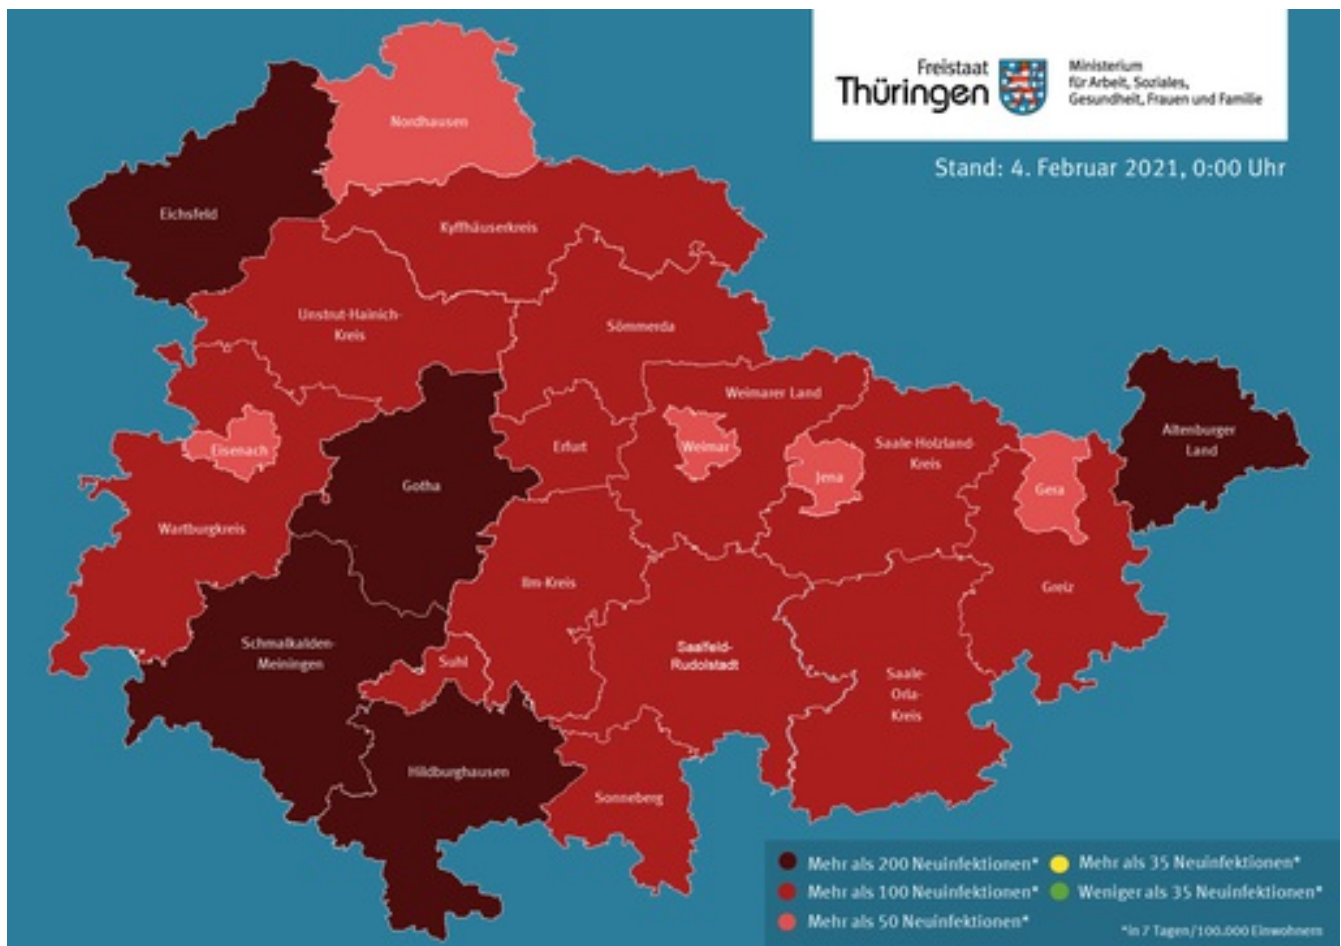 Freistaat
Thüringen
Ministerium
für Arbeit, Soziales,
Gesundheit, Frauen und Familie
Stand: 4. Februar 2021, 0:00 Uhr
Nordhausen
Eichsfeld
Kyffhäuserkreis
Unstrut-Hainich-
Kreis
Sömmerda
Weimarer Land
Eisenach
Erfurt
Weimar
Saale-Holzland-
Kreis
Jena
Gera
Altenburger
Land
Gotha
Wartburgkreis
Ilm-Kreis
Greiz
Schmalkalden-
Meiningen
Suhl
Saalfeld-
Rudolstadt
Saale-
Orla-
Kreis
Hildburghausen
Sonneberg
Mehr als 200 Neuinfektionen*
Mehr als 100 Neuinfektionen*
Mehr als 50 Neuinfektionen*
Mehr als 35 Neuinfektionen*
Weniger als 35 Neuinfektionen*
*in 7 Tagen/100.000 Einwohnern